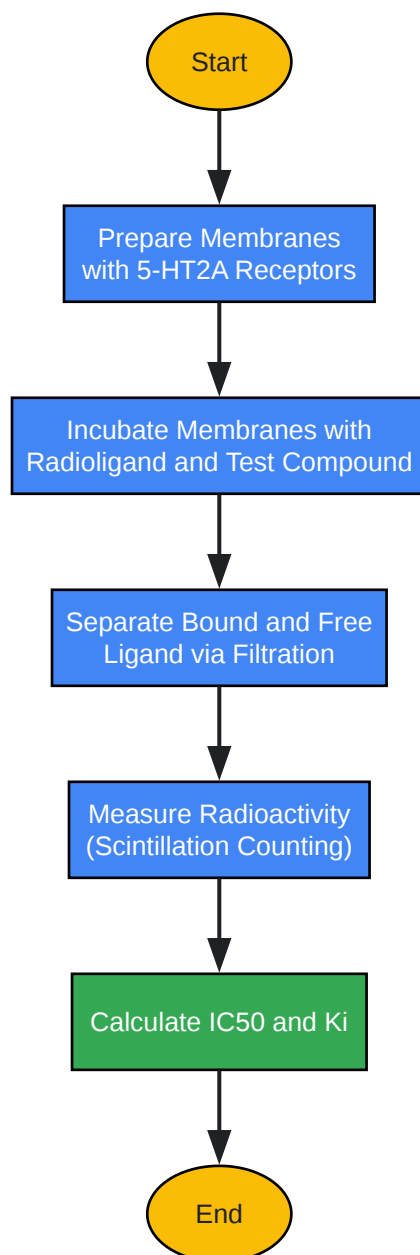 Start
Prepare Membranes
with 5-HT2A Receptors
Incubate Membranes with
Radioligand and Test Compound
Separate Bound and Free
Ligand via Filtration
Measure Radioactivity
(Scintillation Counting)
Calculate IC50 and Ki
End